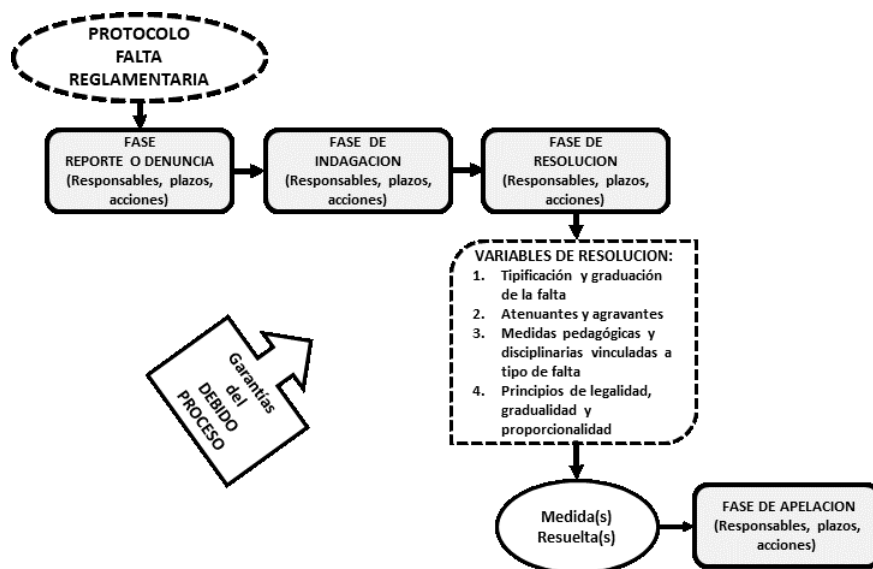 PROTOCOLO
FALTA
REGLAMENTARIA
FASE
REPORTE O DENUNCIA
(Responsables, plazos,
acciones)
FASE DE
INDAGACION
(Responsables, plazos,
acciones)
FASE DE
RESOLUCION
(Responsables, plazos,
acciones)
VARIABLES DE RESOLUCION:
1. Tipificación y graduación
de la falta
2. Atenuantes y agravantes
3. Medidas pedagógicas y
disciplinarias vinculadas a
tipo de falta
4. Principios de legalidad,
gradualidad y
proporcionalidad
Garantías
del
DEBIDO
PROCESO
Medida(s)
Resuelta(s)
FASE DE APELACION
(Responsables, plazos,
acciones)